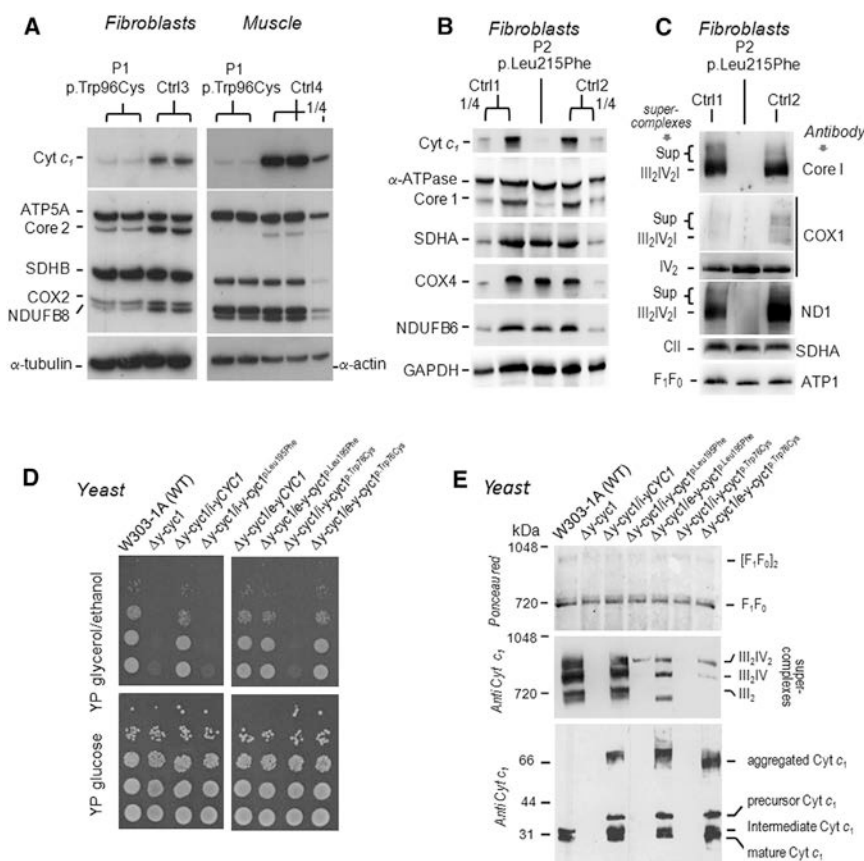 A
Fibroblasts Muscle
P1
p.Trp96Cys Ctrl3
P1
p.Trp96Cys Ctrl4
1/4
Cyt c1
ATP5A
Core 2
SDHB
COX2
NDUFB8
α-tubulin
α-actin
B
Fibroblasts
P2
p.Leu215Phe
Ctrl1 Ctrl2
1/4 1/4
Cyt c1
α-ATPase
Core 1
SDHA
COX4
NDUFB6
GAPDH
C
Fibroblasts
P2
p.Leu215Phe
Ctrl1 Ctrl2
super-
complexes
Antibody
Sup
III2IV2I
Core I
Sup
III2IV2I
COX1
IV2
Sup
III2IV2I
ND1
CII
SDHA
F1F0
ATP1
D
Yeast
W303-1A (WT)
Δy-cyc1
Δy-cyc1/i-yCYC1
Δy-cyc1/i-y-cyc1p.Leu195Phe
Δy-cyc1/e-yCYC1
Δy-cyc1/e-y-cyc1p.Leu195Phe
Δy-cyc1/i-y-cyc1p.Trp76Cys
Δy-cyc1/e-y-cyc1p.Trp76Cys
YP glycerol/ethanol
YP glucose
E
Yeast
W303-1A (WT)
Δy-cyc1
Δy-cyc1/i-yCYC1
Δy-cyc1/i-y-cyc1p.Leu195Phe
Δy-cyc1/e-y-cyc1p.Leu195Phe
Δy-cyc1/i-y-cyc1p.Trp76Cys
Δy-cyc1/e-y-cyc1p.Trp76Cys
kDa
1048
720
Ponceau red
[F1F0]2
F1F0
1048
720
Anti Cyt c1
III2IV2
III2IV
III2
super-
complexes
66
44
31
Anti Cyt c1
aggregated Cyt c1
precursor Cyt c1
Intermediate Cyt c1
mature Cyt c1